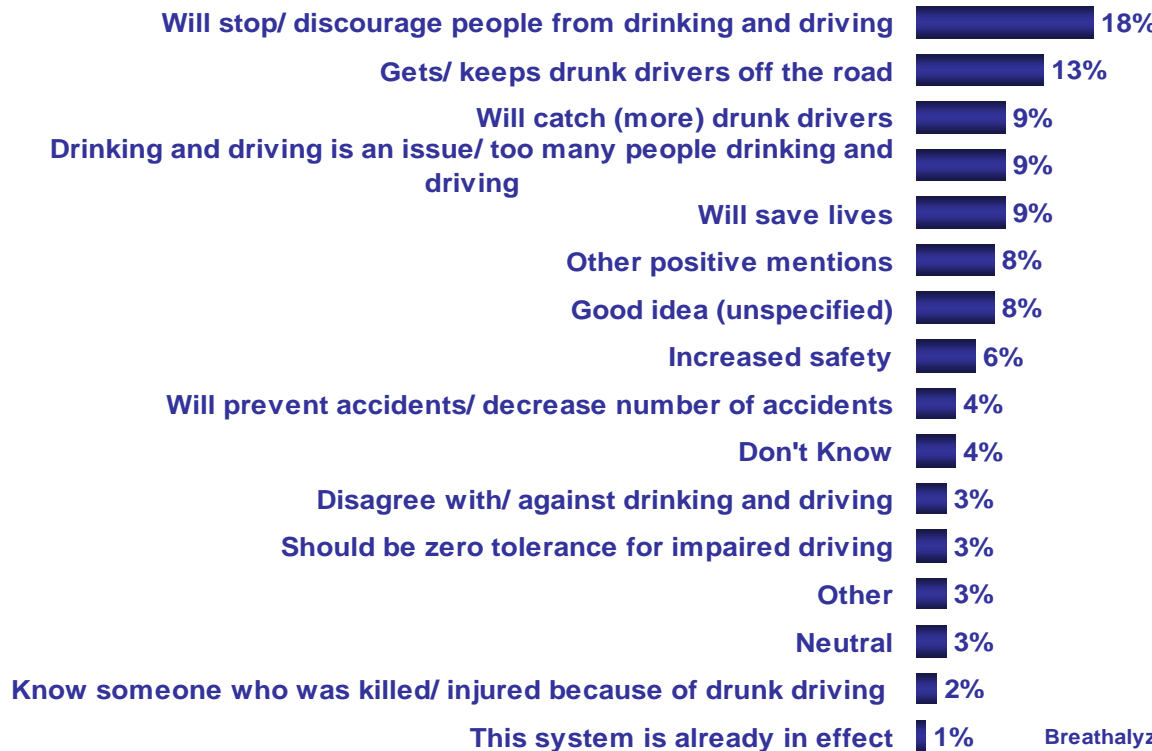 Will stop/ discourage people from drinking and driving 18%
Gets/ keeps drunk drivers off the road 13%
Will catch (more) drunk drivers 9%
Drinking and driving is an issue/ too many people drinking and
driving 9%
Will save lives 9%
Other positive mentions 8%
Good idea (unspecified) 8%
Increased safety 6%
Will prevent accidents/ decrease number of accidents 4%
Don't Know 4%
Disagree with/ against drinking and driving 3%
Should be zero tolerance for impaired driving 3%
Other 3%
Neutral 3%
Know someone who was killed/ injured because of drunk driving 2%
This system is already in effect 1%